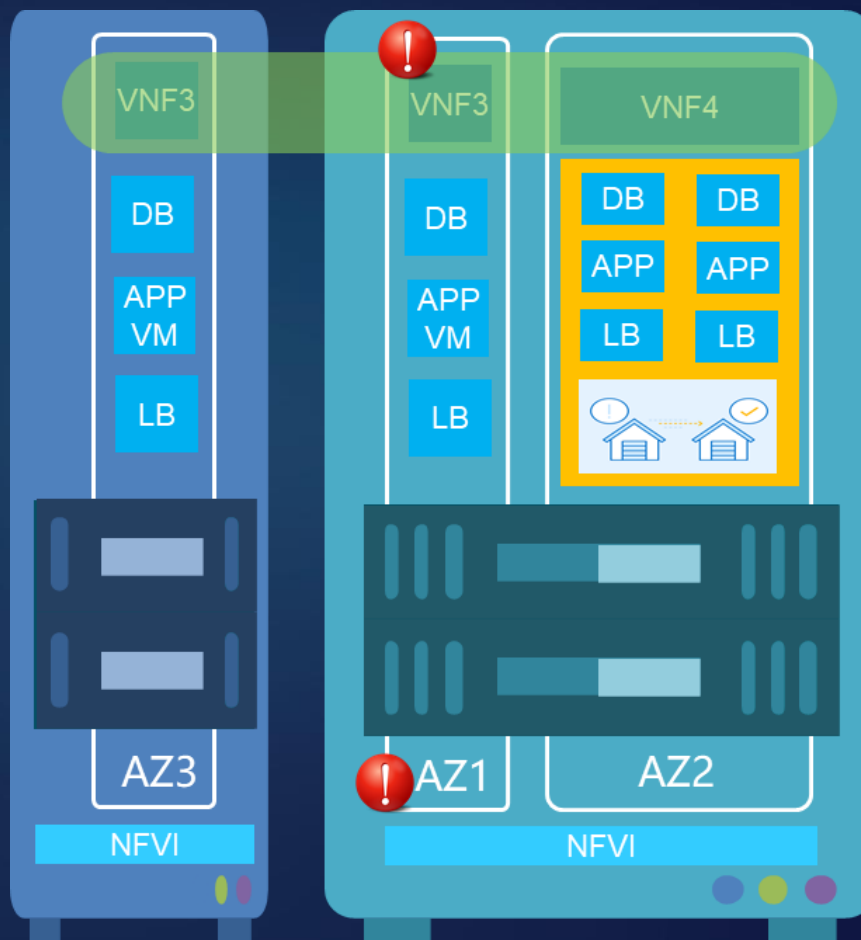 VNF3
DB
APP
VM
LB
AZ3
NFVI
VNF3
DB
APP
VM
LB
AZ1
VNF4
DB DB
APP APP
LB LB
AZ2
NFVI